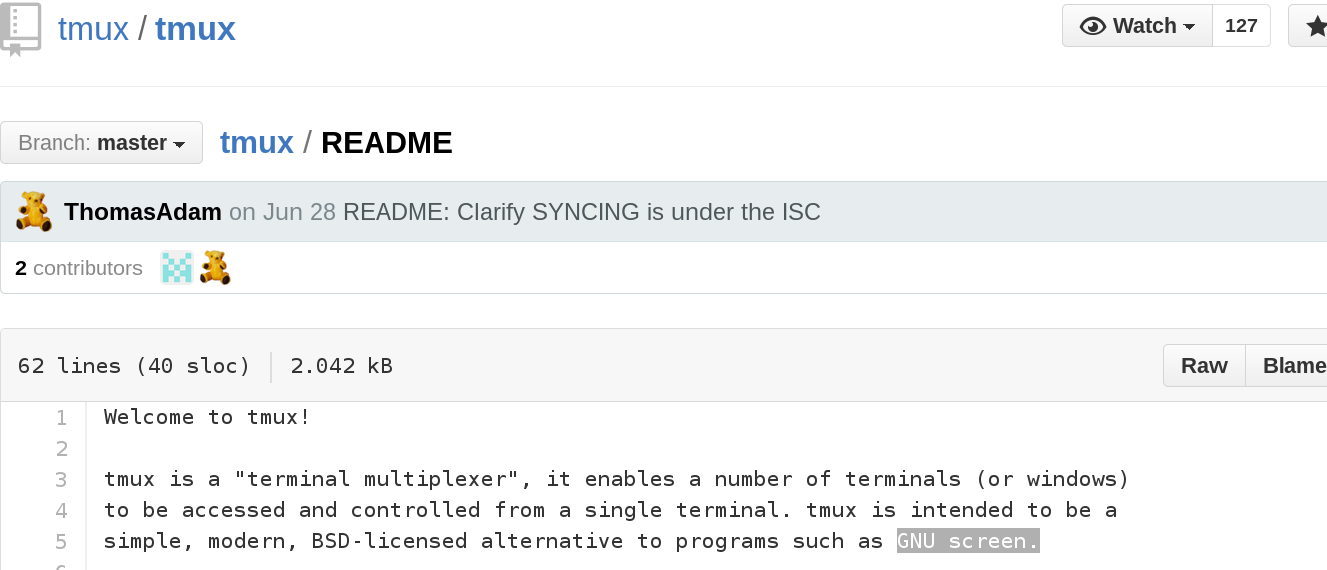 tmux / tmux
Watch 127
Branch: master tmux / README
ThomasAdam on Jun 28 README: Clarify SYNCING is under the ISC
2 contributors
62 lines (40 sloc) 2.042 kB
Raw Blame
1 Welcome to tmux!
2
3 tmux is a "terminal multiplexer", it enables a number of terminals (or windows)
4 to be accessed and controlled from a single terminal. tmux is intended to be a
5 simple, modern, BSD-licensed alternative to programs such as GNU screen.